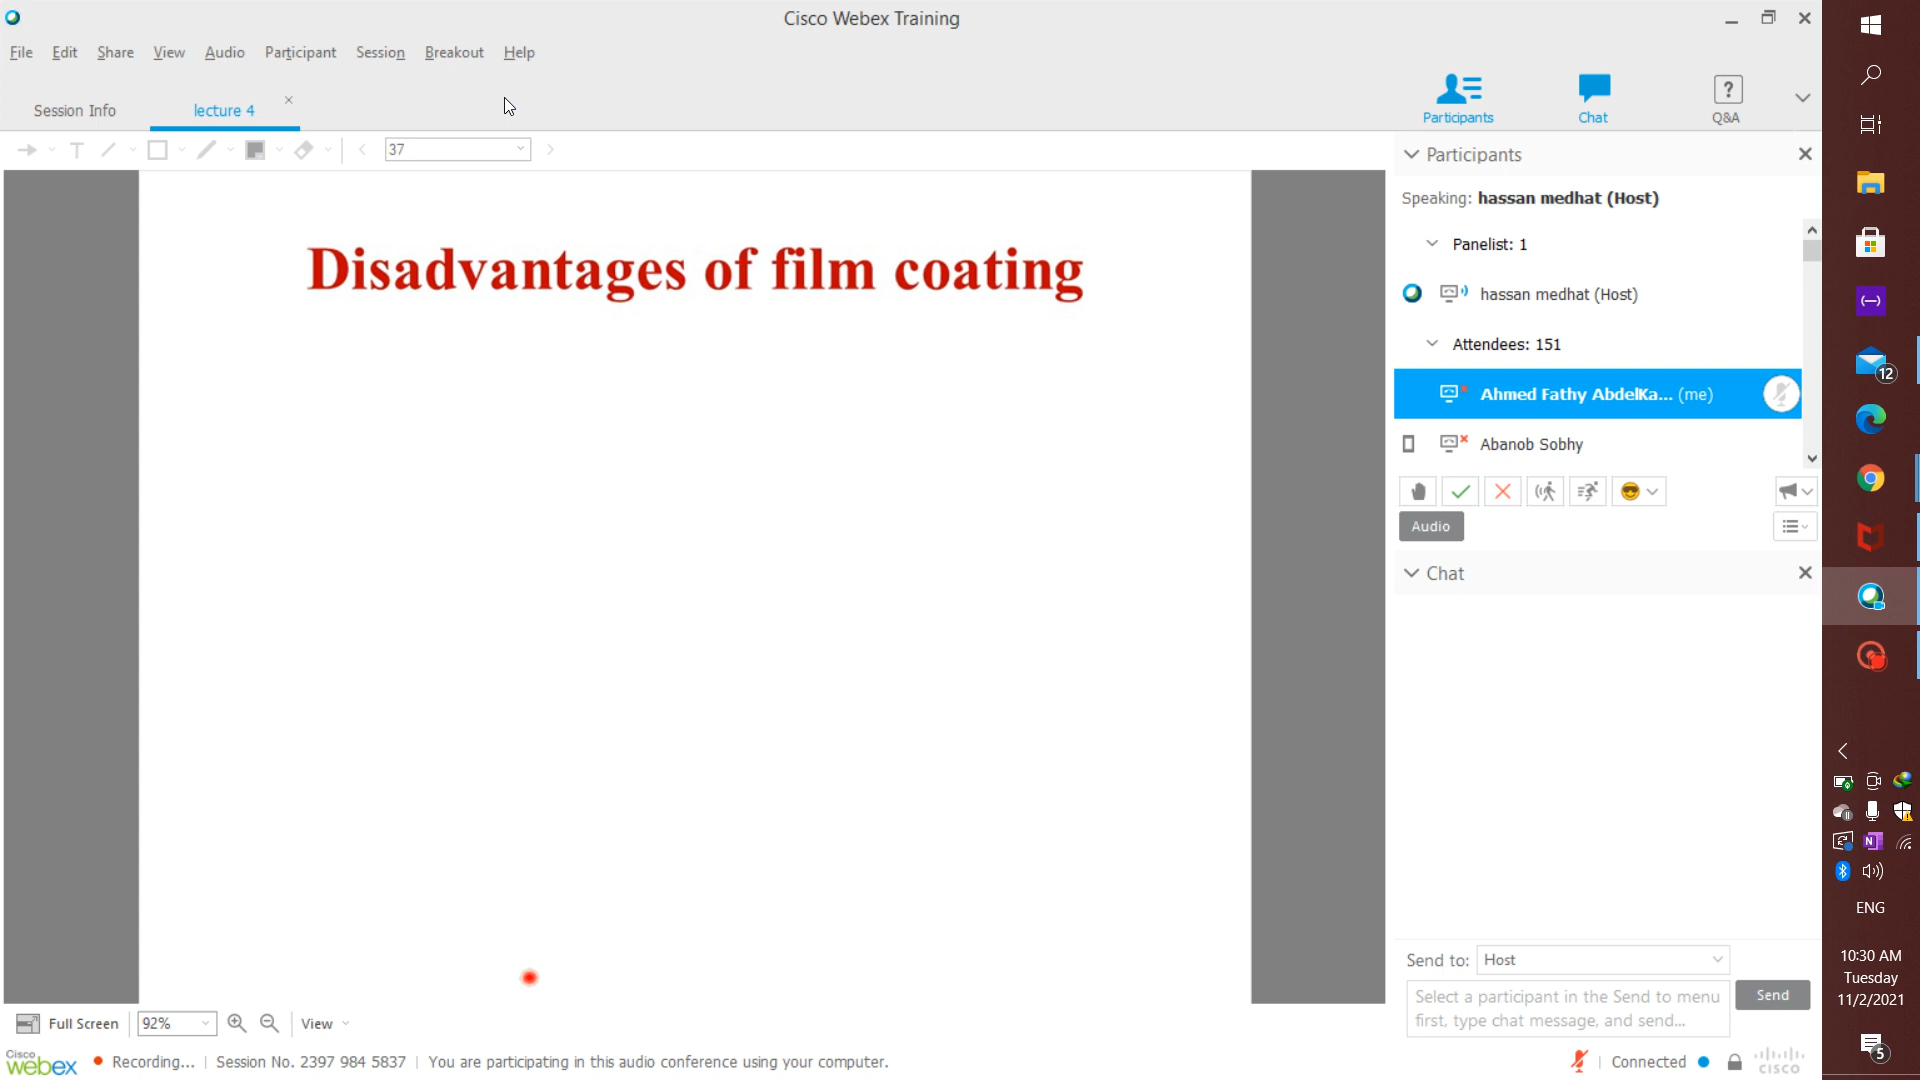 Cisco Webex Training
File Edit Share View Audio Participant Session Breakout Help
Session Info
lecture 4
Participants
Chat
Q&A
T
37
Disadvantages of film coating
Participants
Speaking: hassan medhat (Host)
Panelist: 1
hassan medhat (Host)
Attendees: 151
Ahmed Fathy AbdelKa... (me)
Abanob Sobhy
Audio
Chat
Send to: Host
Select a participant in the Send to menu
first, type chat message, and send...
Send
Full Screen 92% View
Cisco webex Recording... Session No. 2397 984 5837 You are participating in this audio conference using your computer.
Connected
CISCO
12
N
ENG
10:30 AM
Tuesday
11/2/2021
5